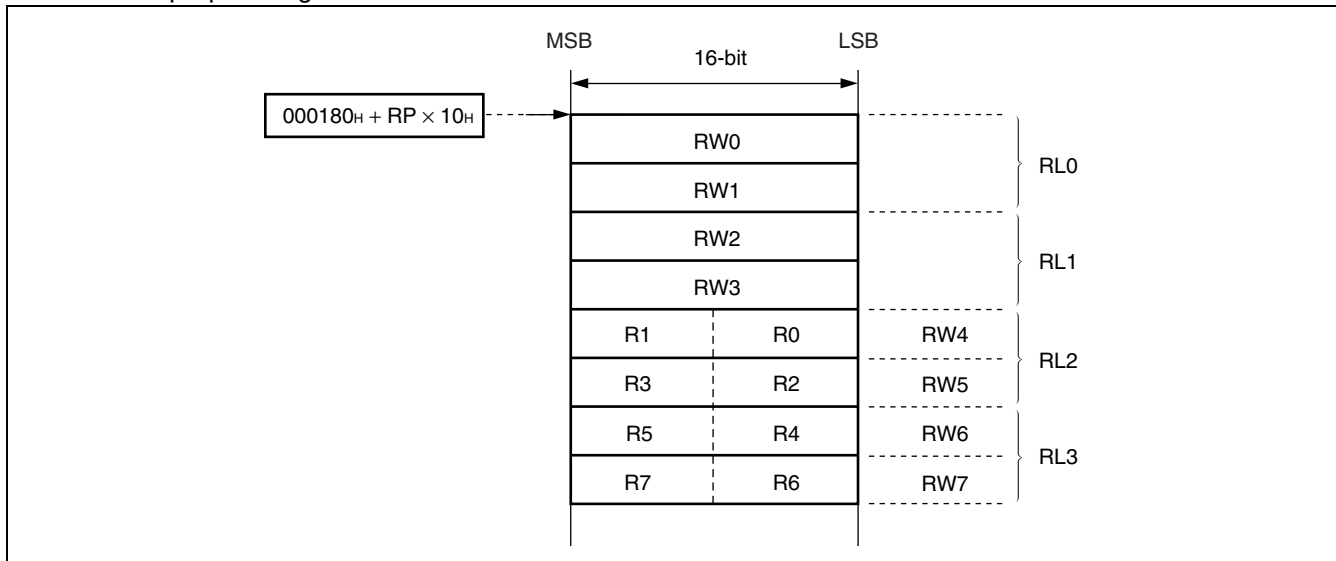 MSB LSB
16-bit
000180H + RP × 10H
RW0
RL0
RW1
RW2
RL1
RW3
R1 R0 RW4
RL2
R3 R2 RW5
R5 R4 RW6
RL3
R7 R6 RW7